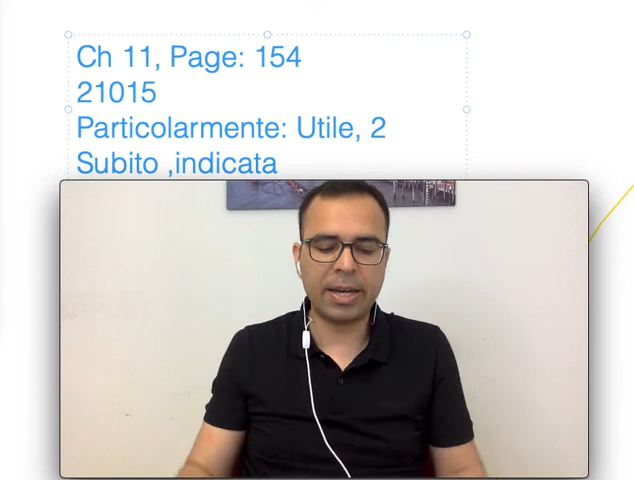 Ch 11, Page: 154
21015
Particolarmente: Utile, 2
Subito ,indicata